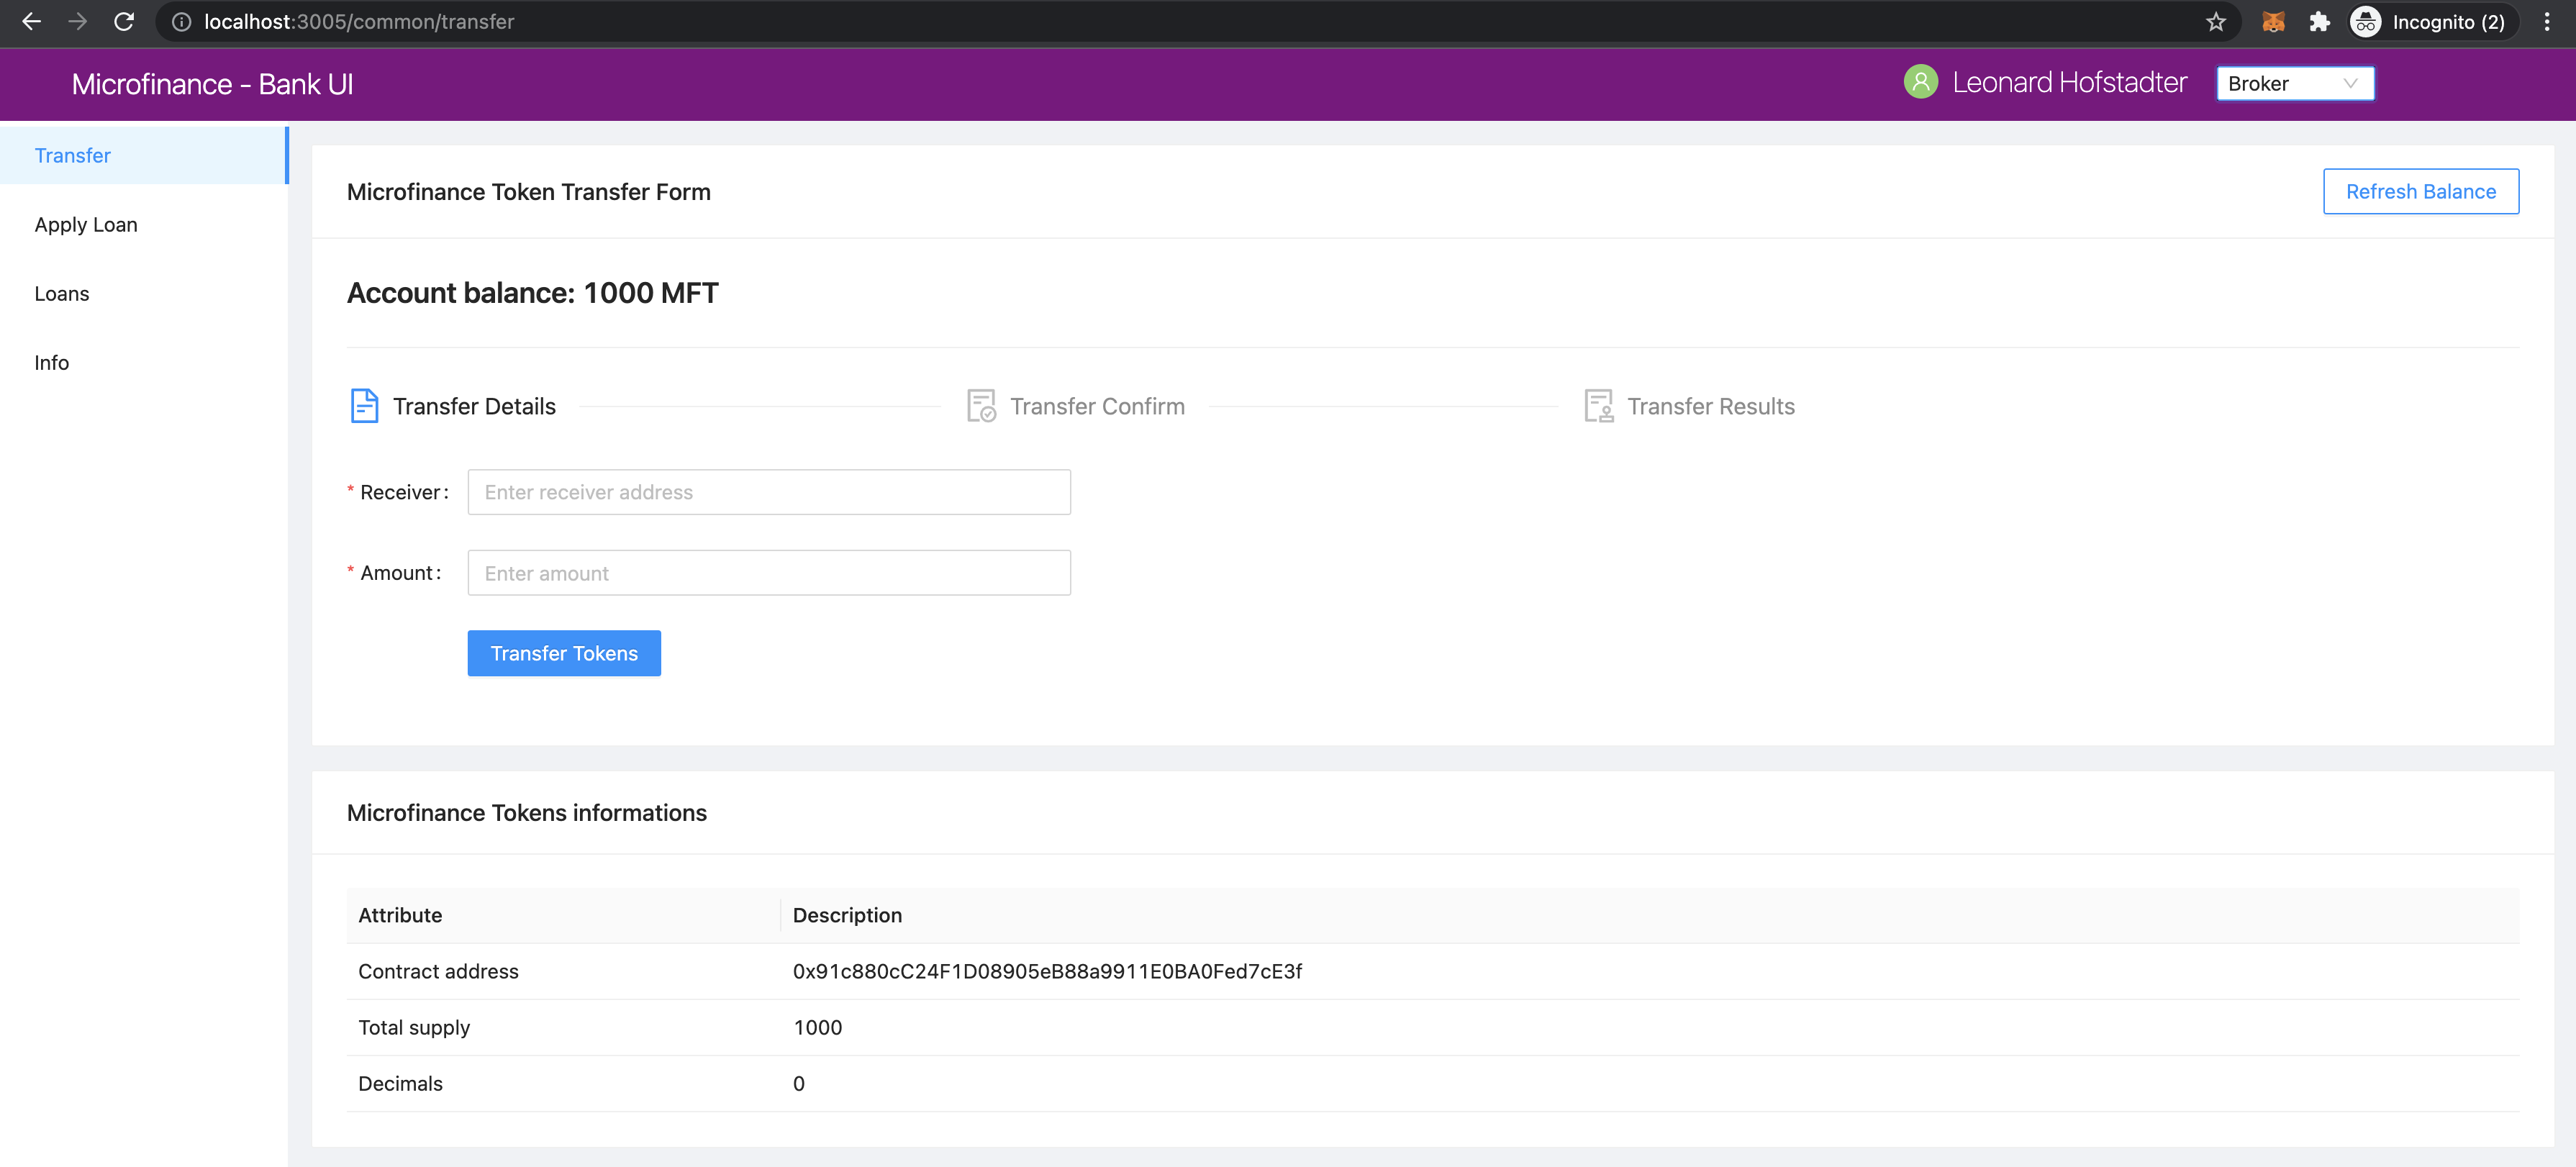 localhost:3005/common/transfer
Incognito (2)
Microfinance - Bank UI
Leonard Hofstadter
Broker
Transfer
Apply Loan
Loans
Info
Microfinance Token Transfer Form
Refresh Balance
Account balance: 1000 MFT
Transfer Details
Transfer Confirm
Transfer Results
* Receiver:
Enter receiver address
* Amount:
Enter amount
Transfer Tokens
Microfinance Tokens informations
Attribute Description
Contract address 0x91c880cC24F1D08905eB88a9911E0BA0Fed7cE3f
Total supply 1000
Decimals 0